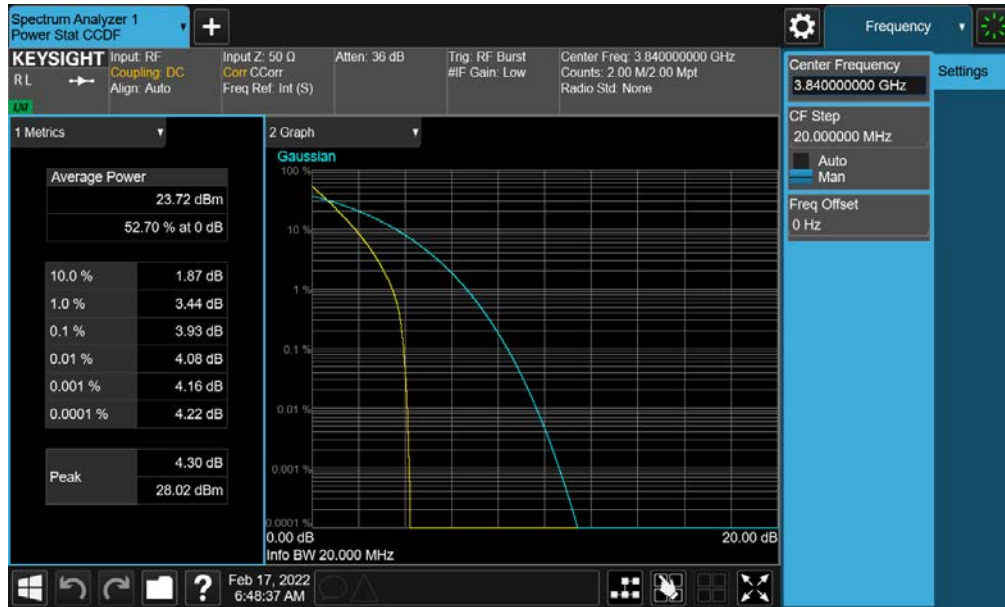 Spectrum Analyzer 1
Power Stat CCDF
Frequency
KEYSIGHT
RL
LXI
Input: RF
Coupling: DC
Align: Auto
Input Z: 50 Ω
Corr CCorr
Freq Ref: Int (S)
Atten: 36 dB
Trig: RF Burst
#IF Gain: Low
Center Freq: 3.840000000 GHz
Counts: 2.00 M/2.00 Mpt
Radio Std: None
Center Frequency
3.840000000 GHz
Settings
CF Step
20.000000 MHz
Auto
Man
Freq Offset
0 Hz
1 Metrics
Average Power
23.72 dBm
52.70 % at 0 dB
10.0 % 1.87 dB
1.0 % 3.44 dB
0.1 % 3.93 dB
0.01 % 4.08 dB
0.001 % 4.16 dB
0.0001 % 4.22 dB
Peak
4.30 dB
28.02 dBm
2 Graph
Gaussian
100 %
10 %
1 %
0.1 %
0.01 %
0.001 %
0.0001 %
0.00 dB 20.00 dB
Info BW 20.000 MHz
?
Feb 17, 2022
6:48:37 AM